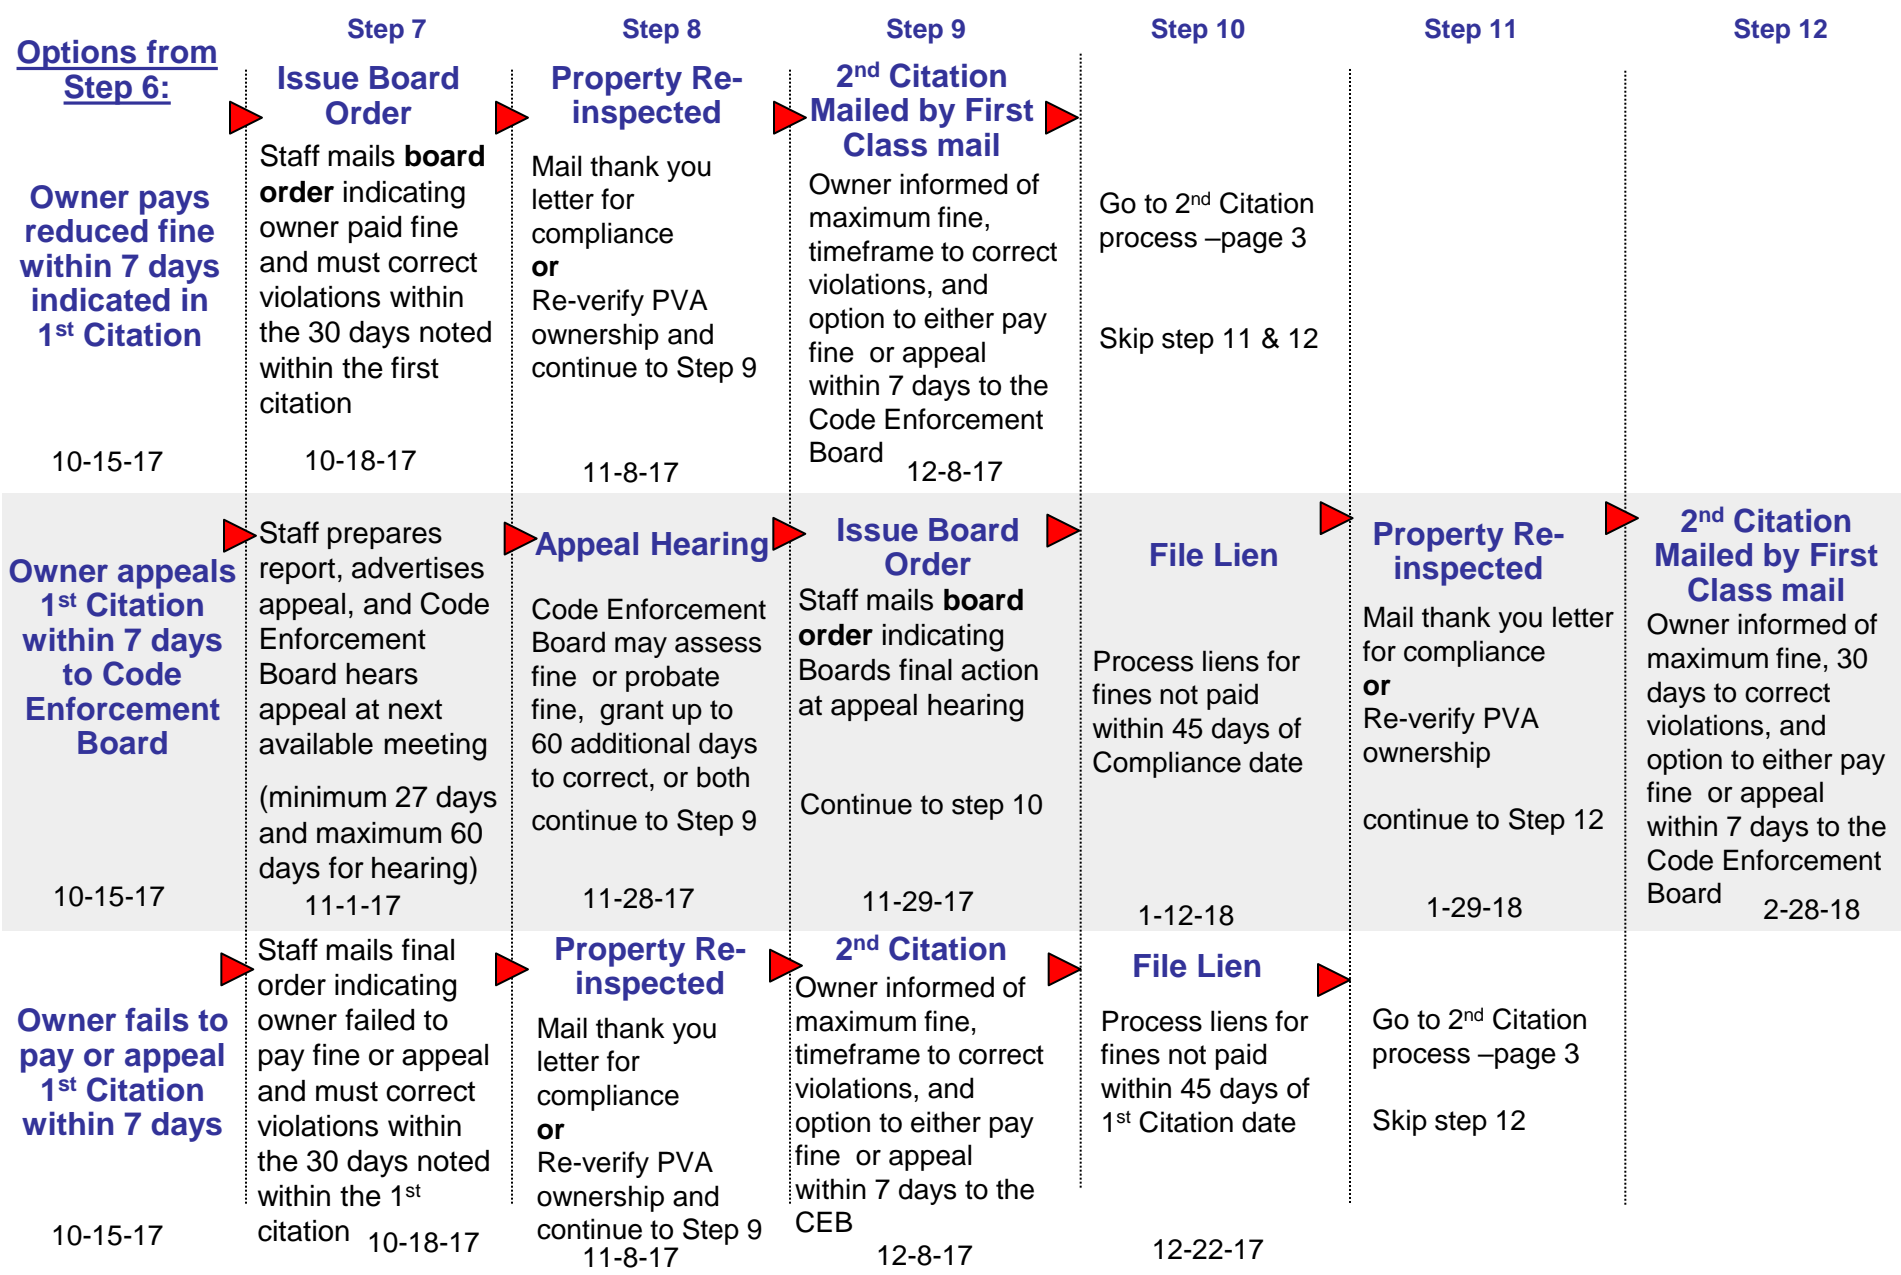 Step 7
Step 8
Step 9
Step 10
Step 11
Step 12
Options from
Step 6:
Owner pays
reduced fine
within 7 days
indicated in
1st Citation
10-15-17
Issue Board
Order
Staff mails board
order indicating
owner paid fine
and must correct
violations within
the 30 days noted
within the first
citation
10-18-17
Property Re-
inspected
Mail thank you
letter for
compliance
or
Re-verify PVA
ownership and
continue to Step 9
11-8-17
2nd Citation
Mailed by First
Class mail
Owner informed of
maximum fine,
timeframe to correct
violations, and
option to either pay
fine or appeal
within 7 days to the
Code Enforcement
Board
12-8-17
Go to 2nd Citation
process –page 3
Skip step 11 & 12
Owner appeals
1st Citation
within 7 days
to Code
Enforcement
Board
10-15-17
Staff prepares
report, advertises
appeal, and Code
Enforcement
Board hears
appeal at next
available meeting
(minimum 27 days
and maximum 60
days for hearing)
11-1-17
Appeal Hearing
Code Enforcement
Board may assess
fine or probate
fine, grant up to
60 additional days
to correct, or both
continue to Step 9
11-28-17
Issue Board
Order
Staff mails board
order indicating
Boards final action
at appeal hearing
Continue to step 10
11-29-17
File Lien
Process liens for
fines not paid
within 45 days of
Compliance date
1-12-18
Property Re-
inspected
Mail thank you letter
for compliance
or
Re-verify PVA
ownership
continue to Step 12
1-29-18
2nd Citation
Mailed by First
Class mail
Owner informed of
maximum fine, 30
days to correct
violations, and
option to either pay
fine or appeal
within 7 days to the
Code Enforcement
Board
2-28-18
Owner fails to
pay or appeal
1st Citation
within 7 days
10-15-17
Staff mails final
order indicating
owner failed to
pay fine or appeal
and must correct
violations within
the 30 days noted
within the 1st
citation
10-18-17
Property Re-
inspected
Mail thank you
letter for
compliance
or
Re-verify PVA
ownership and
continue to Step 9
11-8-17
2nd Citation
Owner informed of
maximum fine,
timeframe to correct
violations, and
option to either pay
fine or appeal
within 7 days to the
CEB
12-8-17
File Lien
Process liens for
fines not paid
within 45 days of
1st Citation date
12-22-17
Go to 2nd Citation
process –page 3
Skip step 12